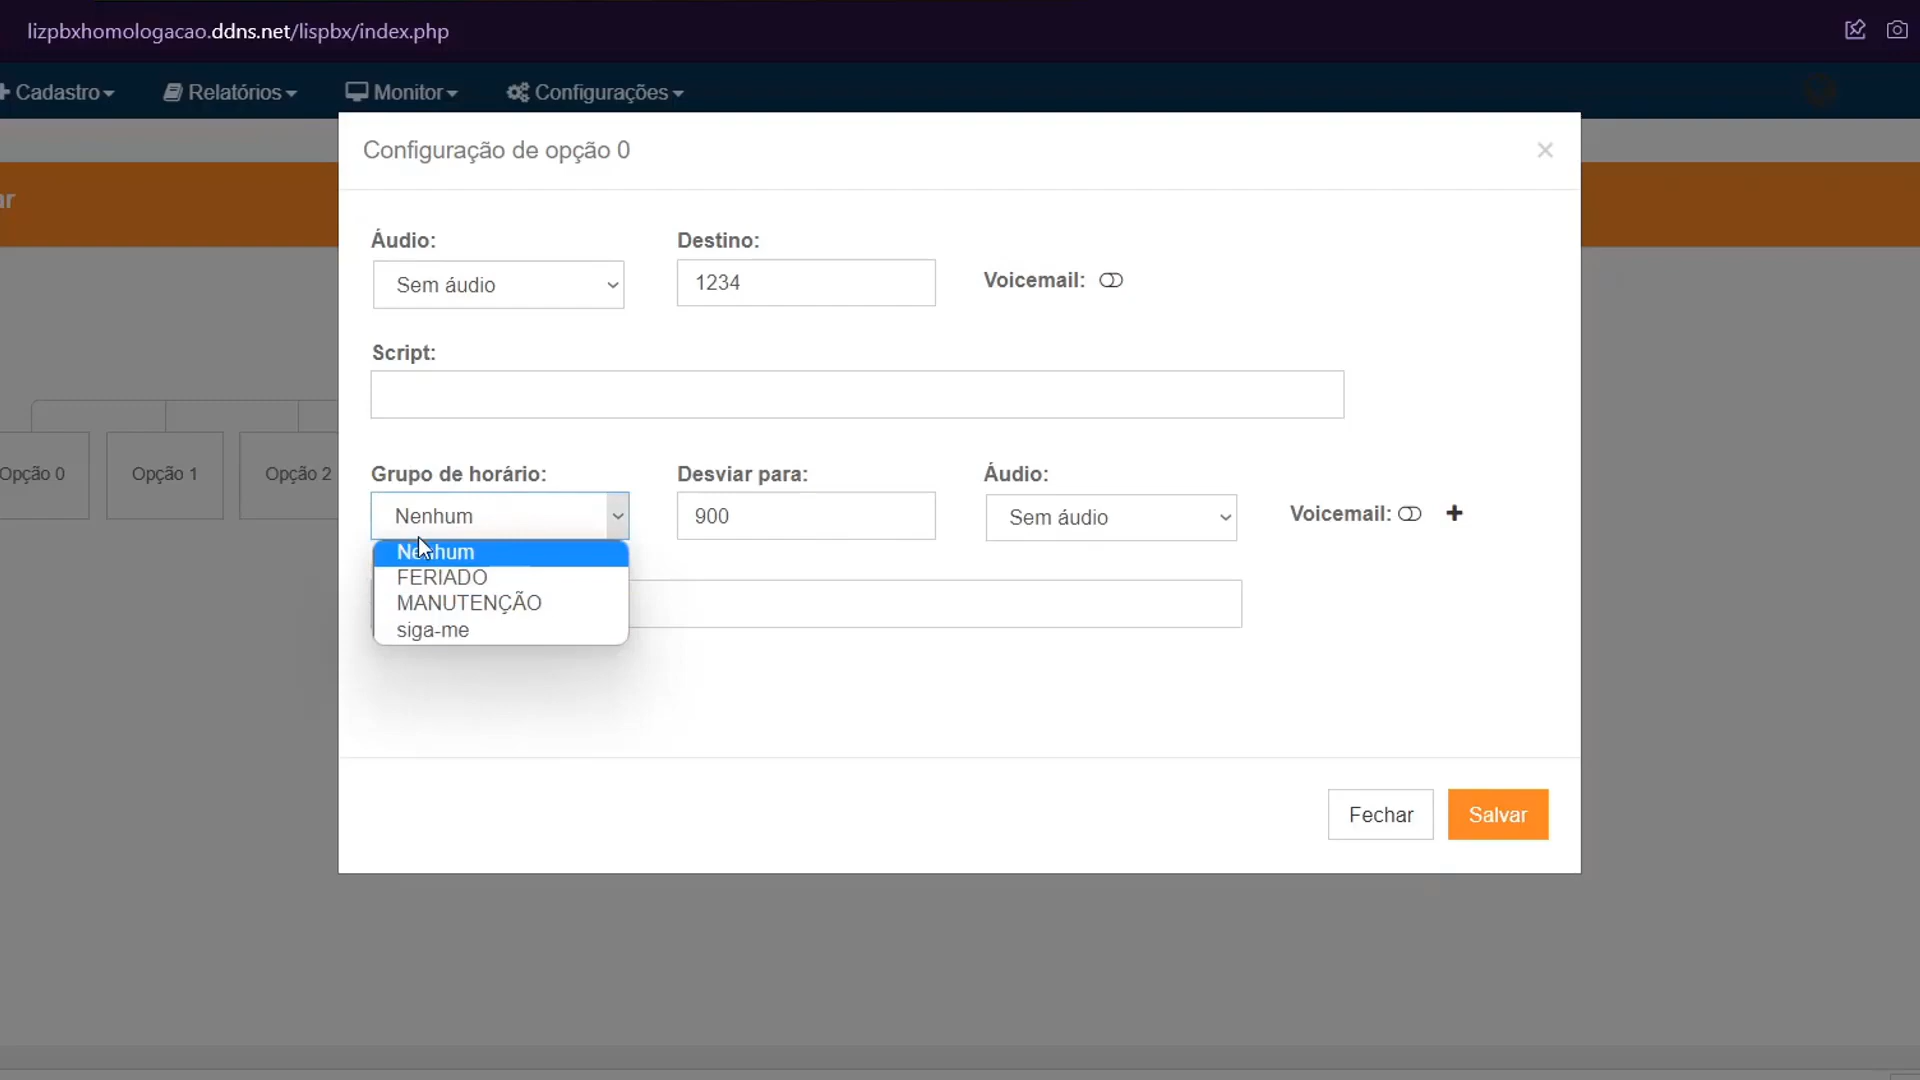 lizpbxhomologacao.ddns.net/lispbx/index.php
Cadastro Relatórios Monitor Configurações
Configuração de opção 0
Áudio: Destino:
Sem áudio 1234 Voicemail:
Script:
Opção 0 Opção 1 Opção 2
Grupo de horário: Desviar para: Áudio:
Nenhum 900 Sem áudio Voicemail:
Nenhum
FERIADO
MANUTENÇÃO
siga-me
Fechar Salvar